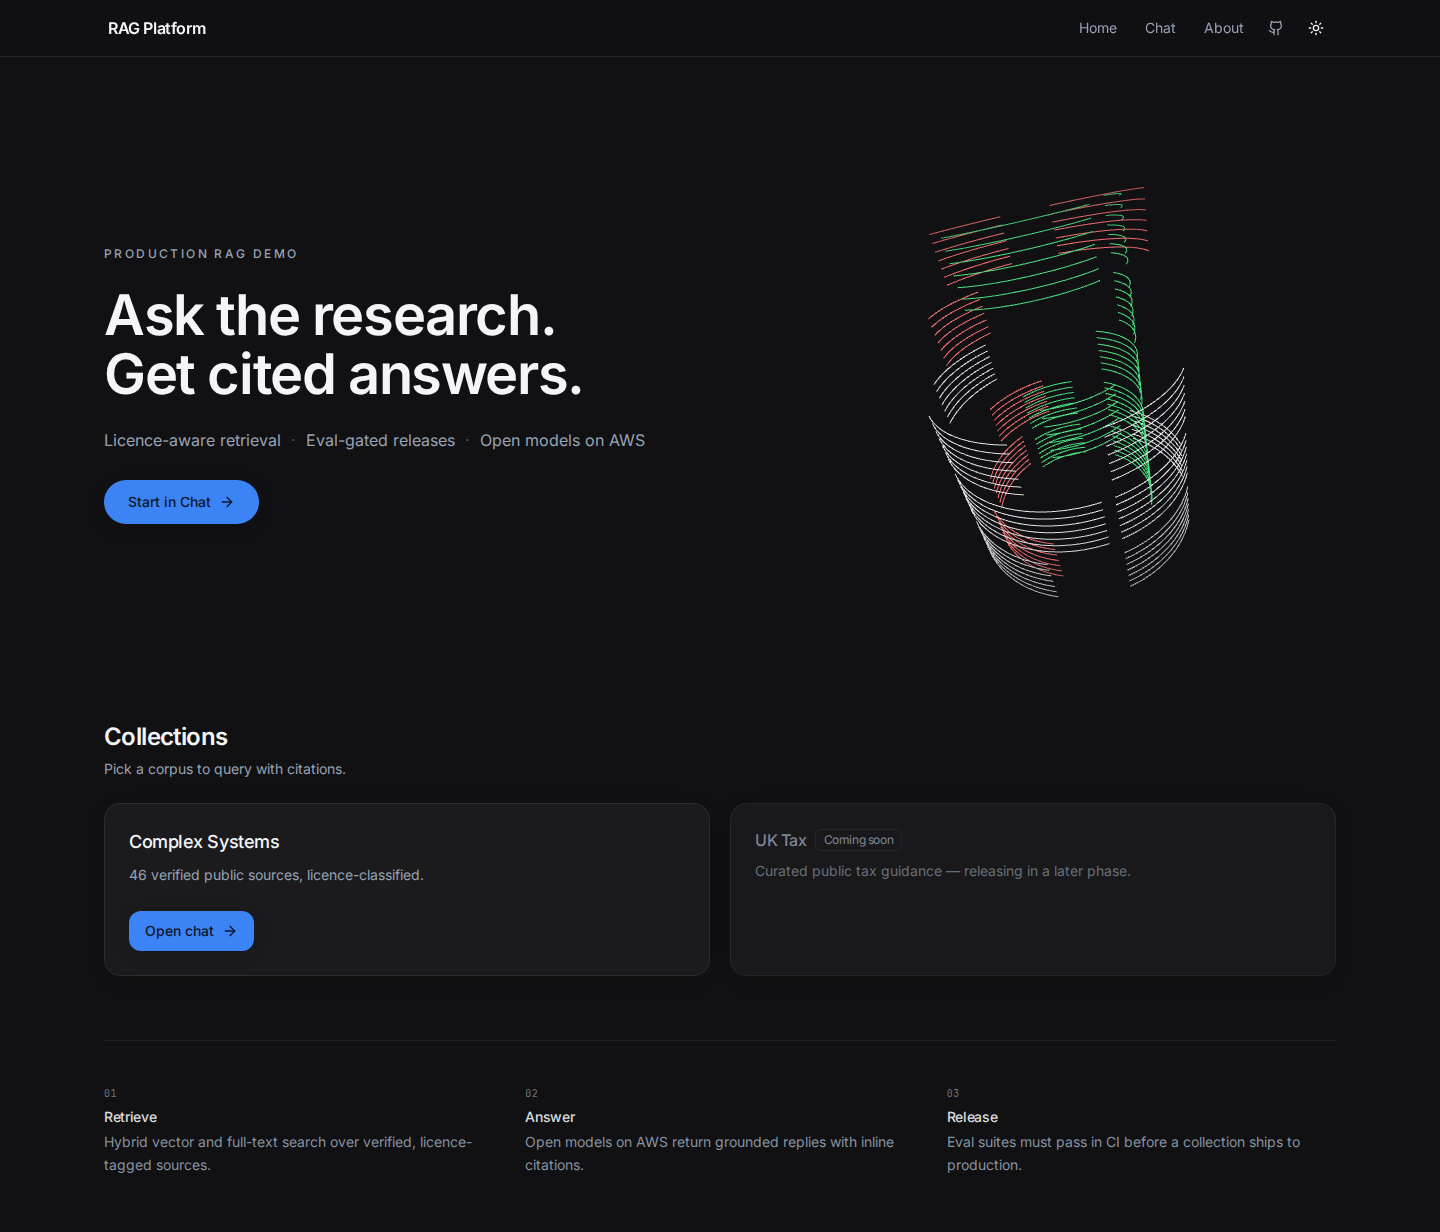 RAG Platform
Home
Chat
About
PRODUCTION RAG DEMO
Ask the research.
Get cited answers.
Licence-aware retrieval · Eval-gated releases · Open models on AWS
Start in Chat →
Collections
Pick a corpus to query with citations.
Complex Systems
46 verified public sources, licence-classified.
Open chat →
UK Tax
Coming soon
Curated public tax guidance — releasing in a later phase.
01
Retrieve
Hybrid vector and full-text search over verified, licence-
tagged sources.
02
Answer
Open models on AWS return grounded replies with inline
citations.
03
Release
Eval suites must pass in CI before a collection ships to
production.